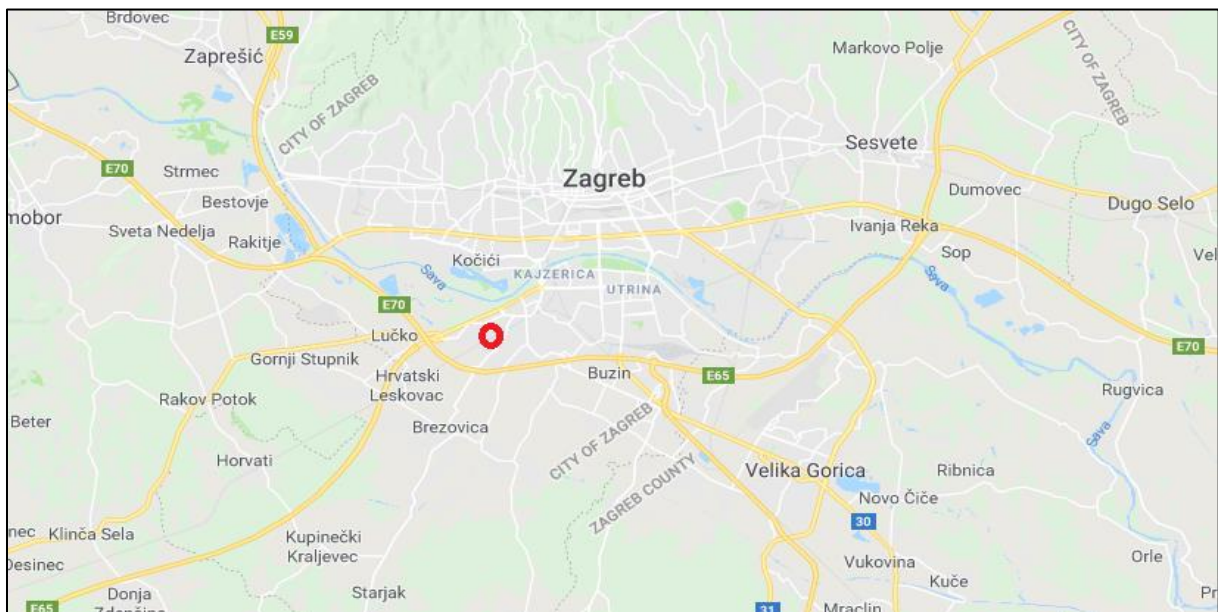 Brdovec
E59
Zaprešić
CITY OF ZAGREB
Markovo Polje
CITY OF ZAGREB
E70
Strmec
Bestovje
Sesvete
Zagreb
Dumovec
Dugo Selo
mobor
Sveta Nedelja
Rakitje
Ivanja Reka
Sop
Vel
Kočići
Sava
KAJZERICA
UTRINA
Sava
E70
Lučko
Gornji Stupnik
E70
Hrvatski
Leskovac
Buzin
E65
Rugvica
Rakov Potok
Beter
Brezovica
CITY OF ZAGREB
ZAGREB COUNTY
Sava
Horvati
Velika Gorica
Ribnica
Novo Čiče
30
nec
Klinča Sela
Kupinečki
Kraljevec
Desinec
Vukovina
Orle
Kuče
E65
Donja
Zdenčina
Starjak
31
Mraclin
Pr